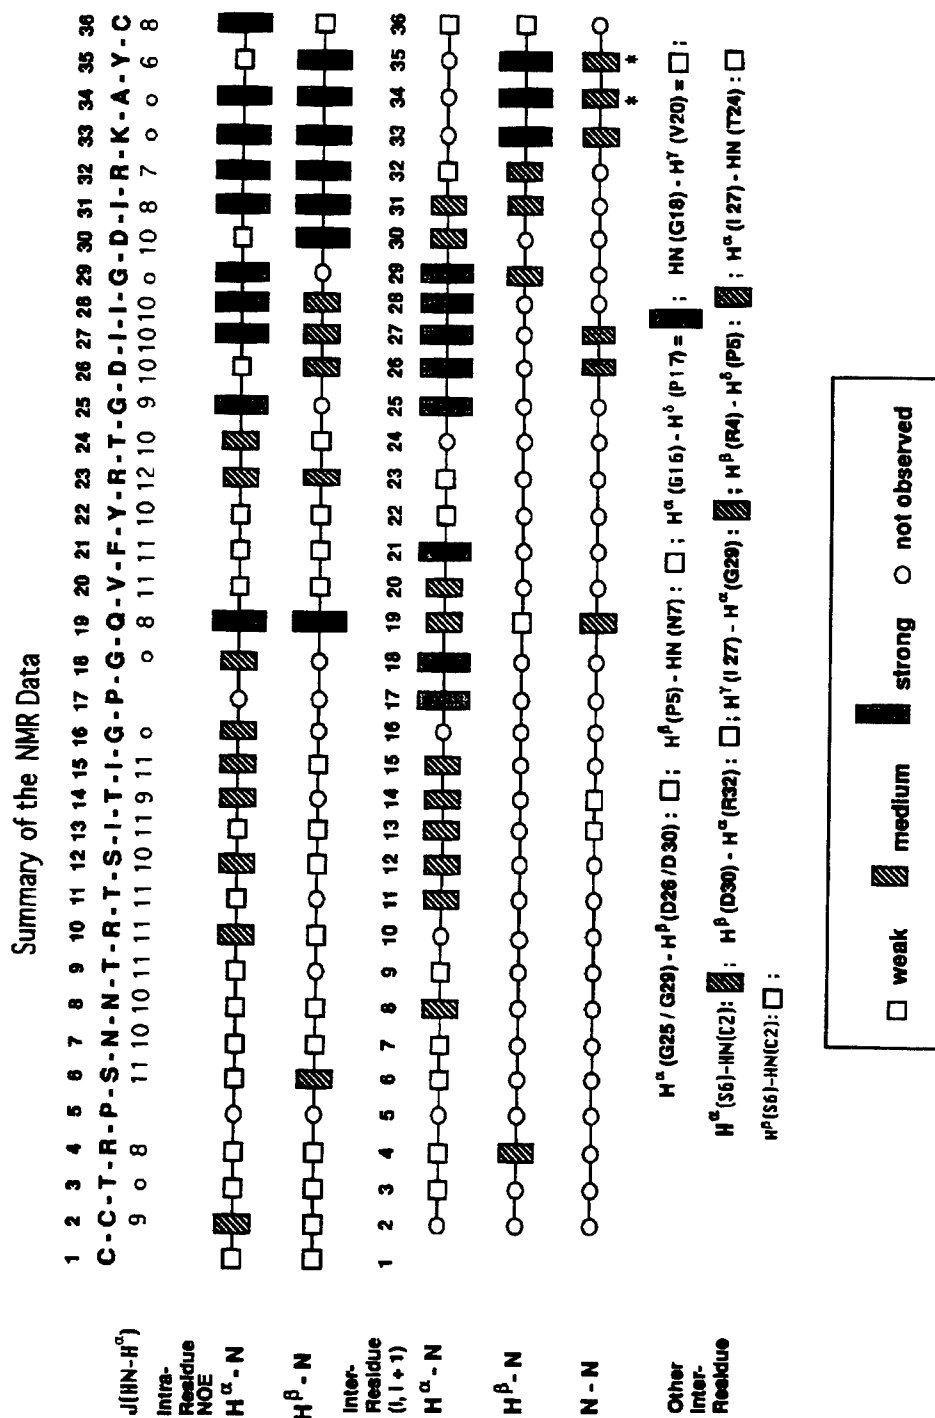 Summary of the NMR Data
1 2 3 4 5 6 7 8 9 10 11 12 13 14 15 16 17 18 19 20 21 22 23 24 25 26 27 28 29 30 31 32 33 34 35 36
C-C-T-R-P-S-N-N-T-R-T-S-I-T-I-G-P-G-Q-V-F-Y-R-T-G-D-I-I-G-D-I-R-K-A-Y-C
J(HN-Hα) 9 o 8 11 10 10 11 11 11 10 11 9 11 o o 8 11 11 10 12 10 9 10 10 10 o 10 8 7 o o 6 8
Intra-
Residue
NOE
Hα - N
Hβ - N
Inter-
Residue
(i, i + 1)
1 2 3 4 5 6 7 8 9 10 11 12 13 14 15 16 17 18 19 20 21 22 23 24 25 26 27 28 29 30 31 32 33 34 35 36
Hα - N
Hβ - N
N - N
* *
Other
Inter-
Residue
Hα (G25 / G29) - Hβ (D26 / D30) : ; Hβ (P5) - HN (N7) : ; Hα (G16) - Hδ (P17) = ; HN (G18) - Hγ (V20) = ;
Hα (S6)-HN(C2): ; Hβ (D30) - Hα (R32) : ; Hγ (I 27) - Hα (G29) : ; Hβ (R4) - Hδ (P5) : ; Hα (I 27) - HN (T24) :
Hβ (S6)-HN(C2): ;
weak medium strong not observed